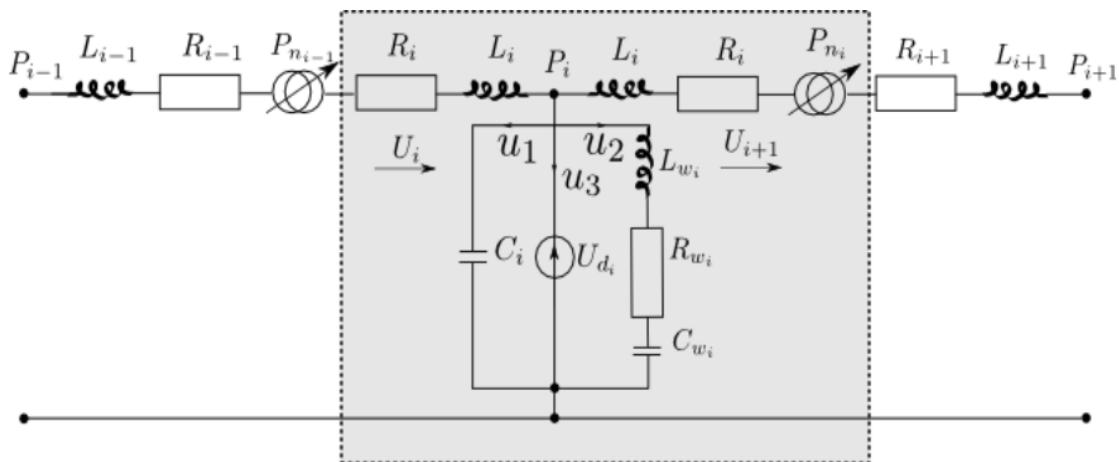 P_{i-1} L_{i-1} R_{i-1} P_{n_{i-1}} R_i L_i P_i L_i R_i P_{n_i} R_{i+1} L_{i+1} P_{i+1}
U_i u_1 u_2 U_{i+1}
u_3 L_{w_i}
C_i U_{d_i} R_{w_i}
C_{w_i}